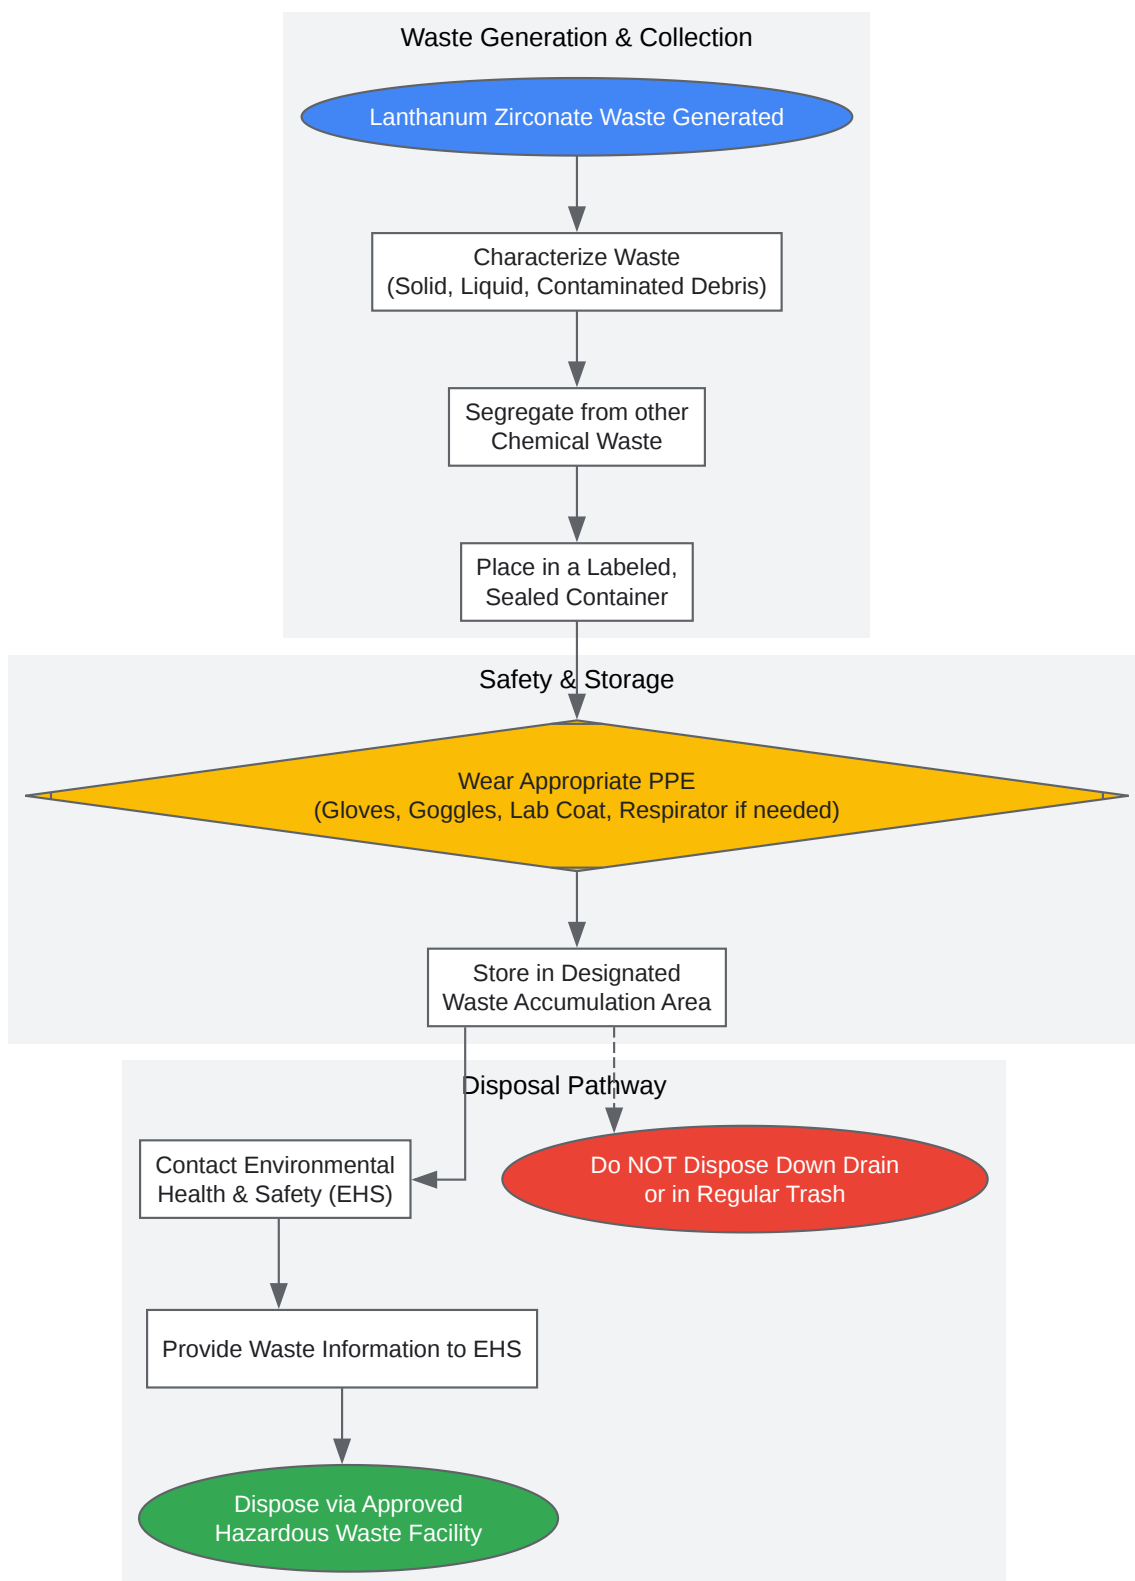 Waste Generation & Collection
Lanthanum Zirconate Waste Generated
Characterize Waste
(Solid, Liquid, Contaminated Debris)
Segregate from other
Chemical Waste
Place in a Labeled,
Sealed Container
Safety & Storage
Wear Appropriate PPE
(Gloves, Goggles, Lab Coat, Respirator if needed)
Store in Designated
Waste Accumulation Area
Disposal Pathway
Contact Environmental
Health & Safety (EHS)
Do NOT Dispose Down Drain
or in Regular Trash
Provide Waste Information to EHS
Dispose via Approved
Hazardous Waste Facility